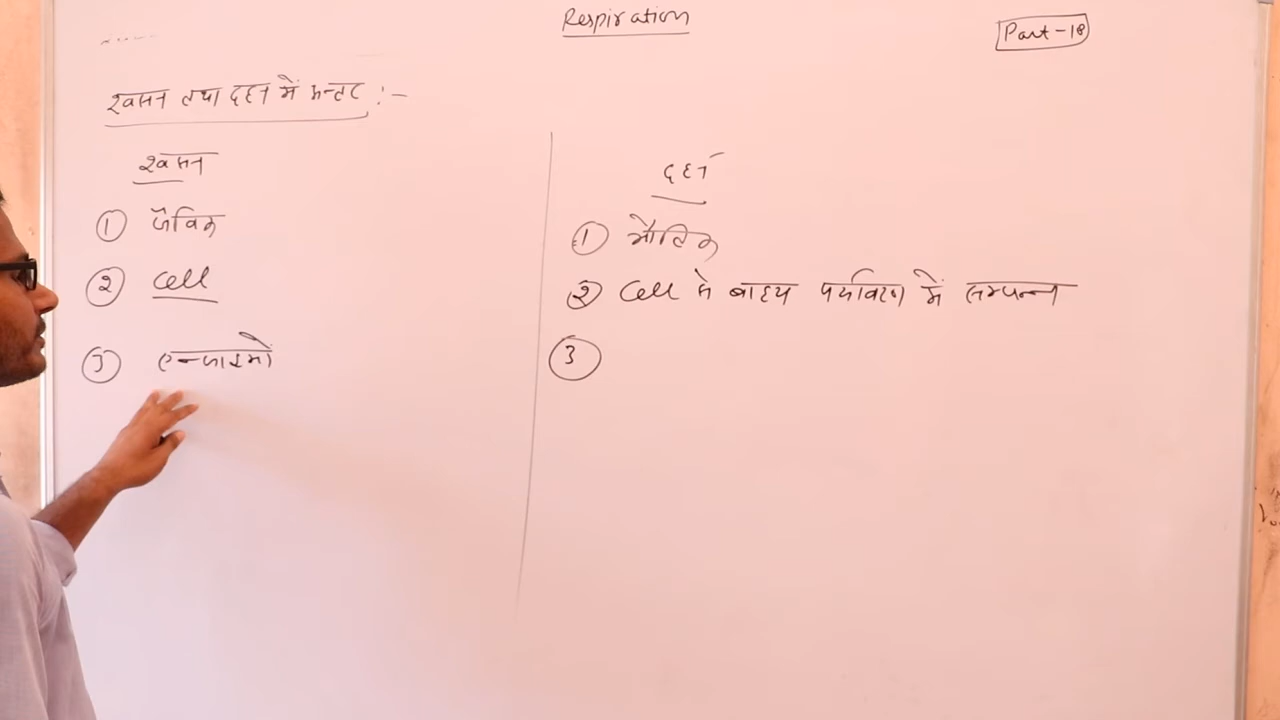 Respiration
Part-18
श्वसन तथा दहन में अन्तर :-
श्वसन
① जैविक
② Cell
③ एन्जाइमों
दहन
① भौतिक
② Cell के बाह्य पर्यावरण में सम्पन्न
③